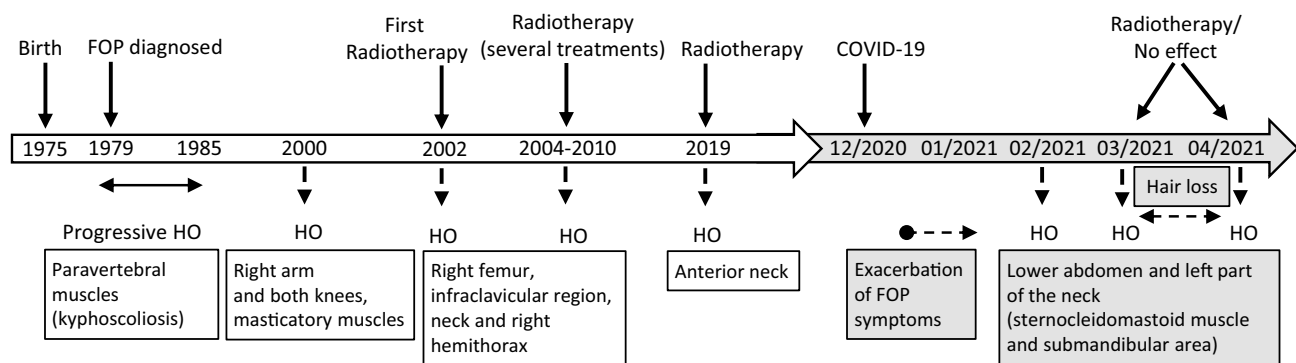 Birth
FOP diagnosed
First
Radiotherapy
Radiotherapy
(several treatments)
Radiotherapy
COVID-19
Radiotherapy/
No effect
1975
1979
1985
2000
2002
2004-2010
2019
12/2020
01/2021
02/2021
03/2021
04/2021
Hair loss
Progressive HO
HO
HO
HO
HO
HO
HO
HO
Paravertebral
muscles
(kyphoscoliosis)
Right arm
and both knees,
masticatory muscles
Right femur,
infraclavicular region,
neck and right
hemithorax
Anterior neck
Exacerbation
of FOP
symptoms
Lower abdomen and left part
of the neck
(sternocleidomastoid muscle
and submandibular area)